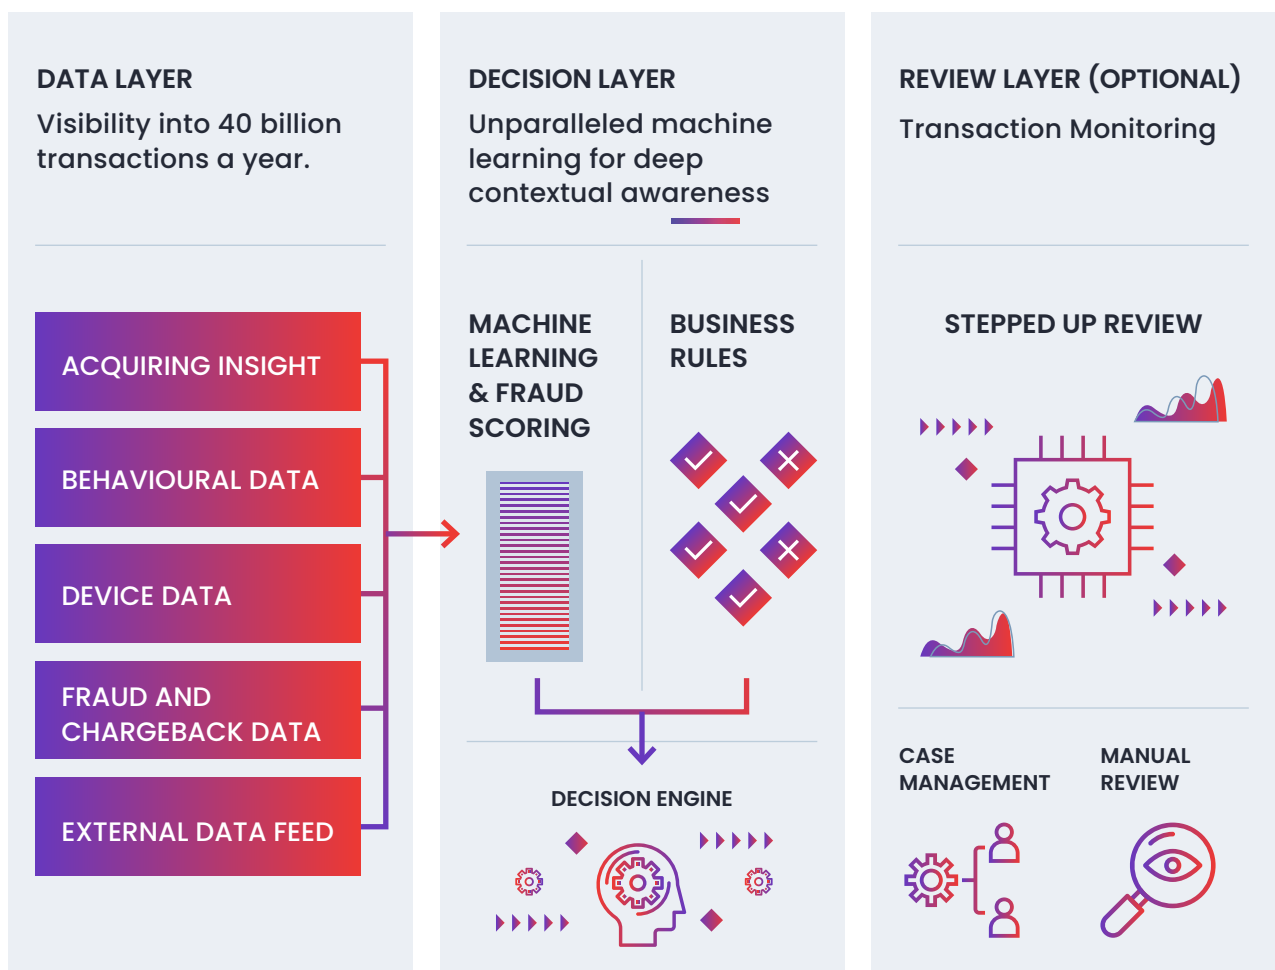 DATA LAYER
Visibility into 40 billion
transactions a year.
ACQUIRING INSIGHT
BEHAVIOURAL DATA
DEVICE DATA
FRAUD AND
CHARGEBACK DATA
EXTERNAL DATA FEED
DECISION LAYER
Unparalleled machine
learning for deep
contextual awareness
MACHINE
LEARNING
& FRAUD
SCORING
BUSINESS
RULES
DECISION ENGINE
REVIEW LAYER (OPTIONAL)
Transaction Monitoring
STEPPED UP REVIEW
CASE
MANAGEMENT
MANUAL
REVIEW